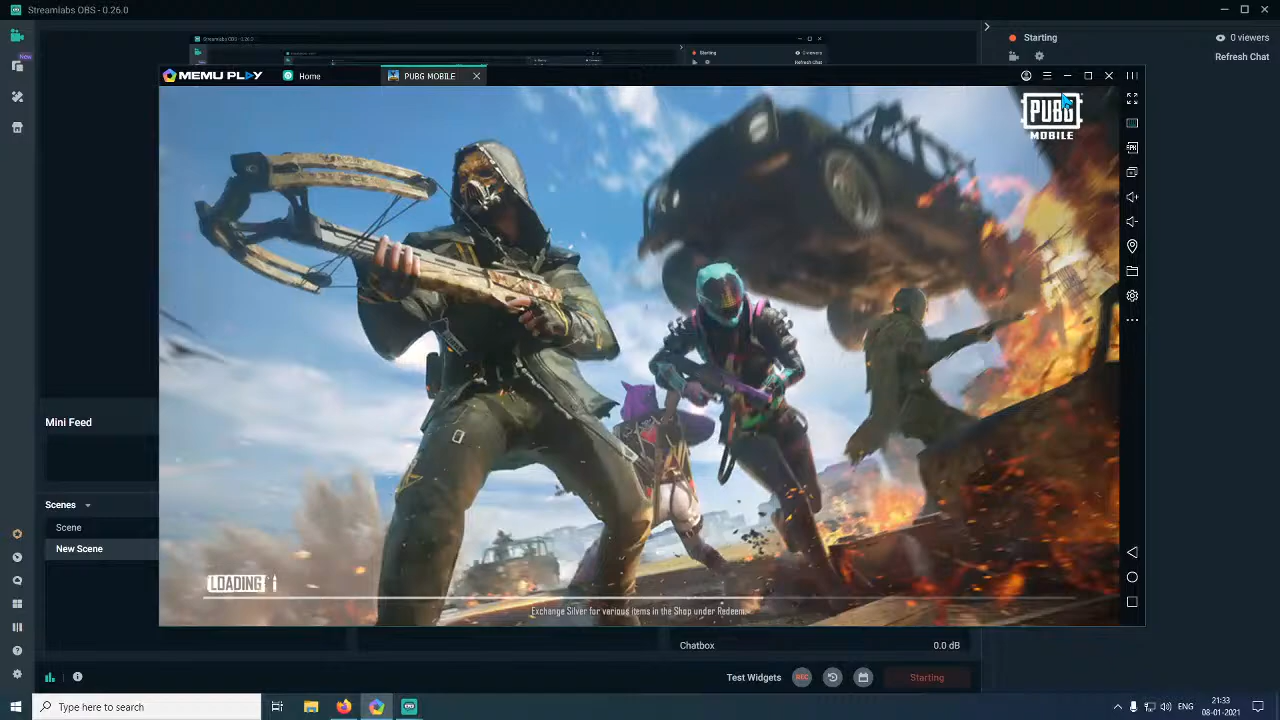 Streamlabs OBS - 0.26.0
New
Starting
0 viewers
Refresh Chat
MEMU PLAY
Home
PUBG MOBILE
PUBG
MOBILE
Mini Feed
Scenes
Scene
New Scene
LOADING
Exchange Silver for various items in the Shop under Redeem.
Chatbox
0.0 dB
Test Widgets
REC
Starting
Type here to search
ENG
21:33
08-01-2021